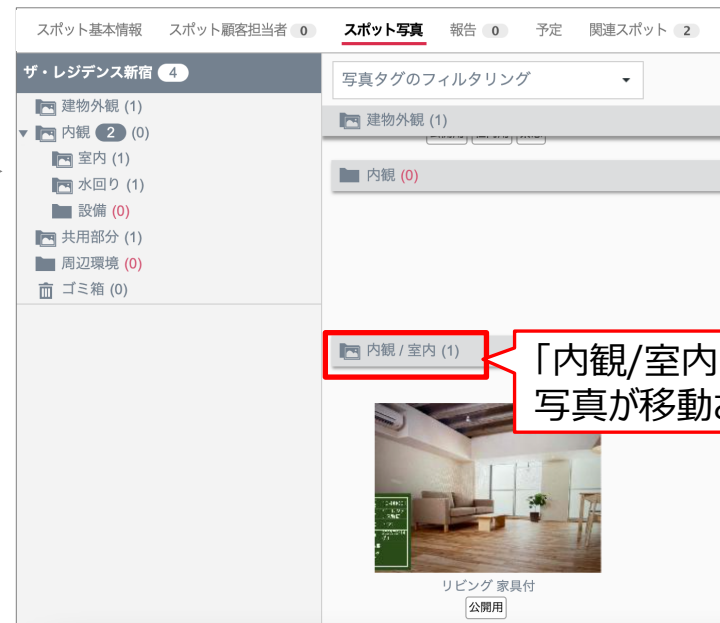 スポット基本情報 スポット顧客担当者 0 スポット写真 報告 0 予定 関連スポット 2
ザ・レジデンス新宿 4
建物外観 (1)
内観 2 (0)
室内 (1)
水回り (1)
設備 (0)
共用部分 (1)
周辺環境 (0)
ゴミ箱 (0)
写真タグのフィルタリング
建物外観 (1)
内観 (0)
内観 / 室内 (1)
「内観/室内
写真が移動
リビング 家具付
公開用